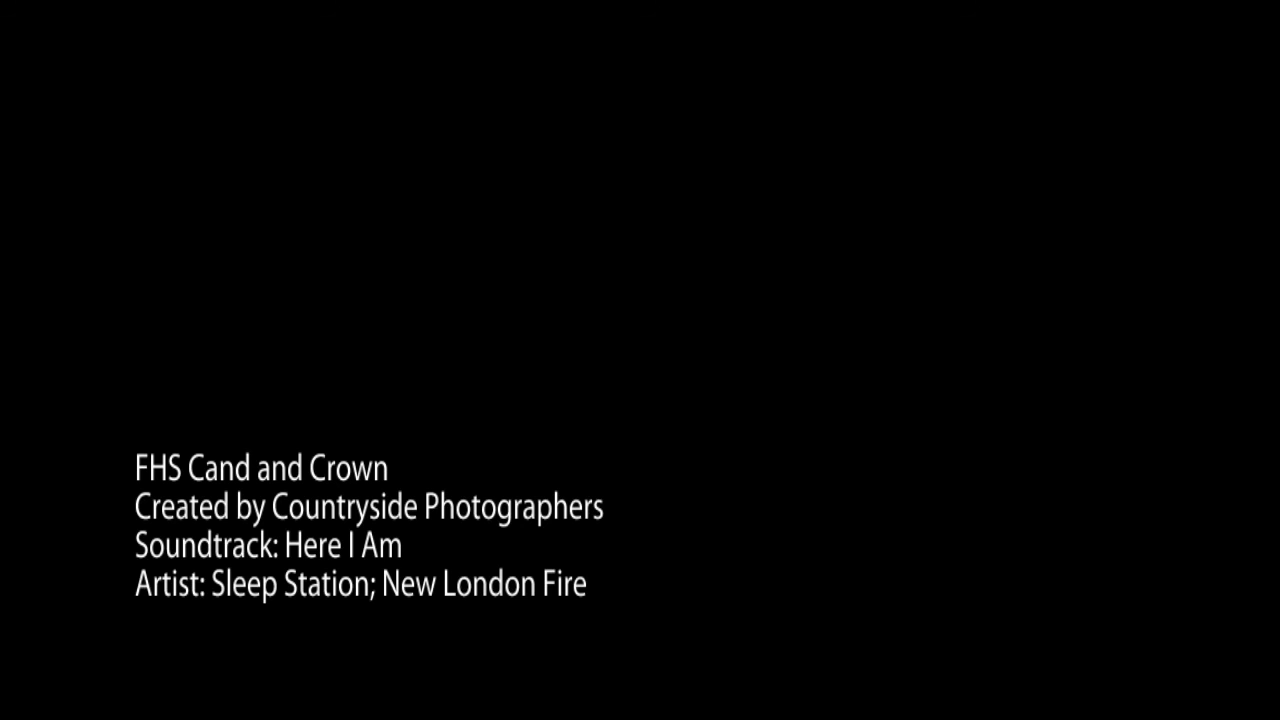 FHS Cand and Crown
Created by Countryside Photographers
Soundtrack: Here I Am
Artist: Sleep Station; New London Fire